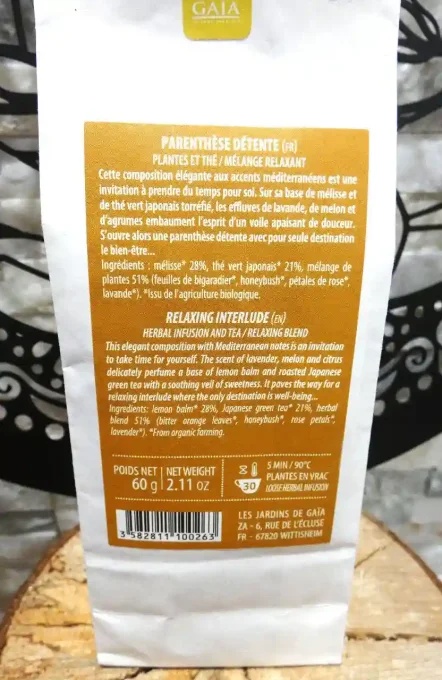 GAÏA
PARENTHÈSE DÉTENTE (FR)
PLANTES ET THÉ / MÉLANGE RELAXANT
Cette composition élégante aux accents méditerranéens est une
invitation à prendre du temps pour soi. Sur sa base de mélisse et
de thé vert japonais torréfié, les effluves de lavande, de melon et
d'agrumes embaument l'esprit d'un voile apaisant de douceur.
S'ouvre alors une parenthèse détente avec pour seule destination
le bien-être...
Ingrédients : mélisse* 28%, thé vert japonais* 21%, mélange de
plantes 51% (feuilles de bigaradier*, honeybush*, pétales de rose*,
lavande*). *Issu de l'agriculture biologique.
RELAXING INTERLUDE (EN)
HERBAL INFUSION AND TEA / RELAXING BLEND
This elegant composition with Mediterranean notes is an invitation
to take time for yourself. The scent of lavender, melon and citrus
delicately perfume a base of lemon balm and roasted Japanese
green tea with a soothing veil of sweetness. It paves the way for a
relaxing interlude where the only destination is well-being...
Ingredients: lemon balm* 28%, Japanese green tea* 21%, herbal
blend 51% (bitter orange leaves*, honeybush*, rose petals*,
lavender*). *From organic farming.
POIDS NET | NET WEIGHT
60 g | 2.11 OZ
30
5 MIN / 90°C
PLANTES EN VRAC
LOOSE HERBAL INFUSION
3 582811 100263
LES JARDINS DE GAÏA
ZA - 6, RUE DE L'ÉCLUSE
FR - 67820 WITTISHEIM